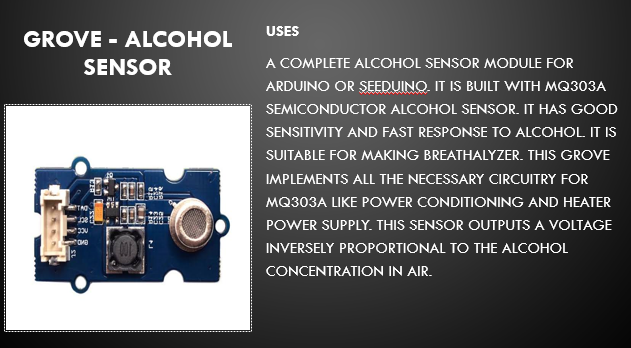 GROVE - ALCOHOL
SENSOR
USES
A COMPLETE ALCOHOL SENSOR MODULE FOR
ARDUINO OR SEEDUINO. IT IS BUILT WITH MQ303A
SEMICONDUCTOR ALCOHOL SENSOR. IT HAS GOOD
SENSITIVITY AND FAST RESPONSE TO ALCOHOL. IT IS
SUITABLE FOR MAKING BREATHALYZER. THIS GROVE
IMPLEMENTS ALL THE NECESSARY CIRCUITRY FOR
MQ303A LIKE POWER CONDITIONING AND HEATER
POWER SUPPLY. THIS SENSOR OUTPUTS A VOLTAGE
INVERSELY PROPORTIONAL TO THE ALCOHOL
CONCENTRATION IN AIR.
VCC
GND